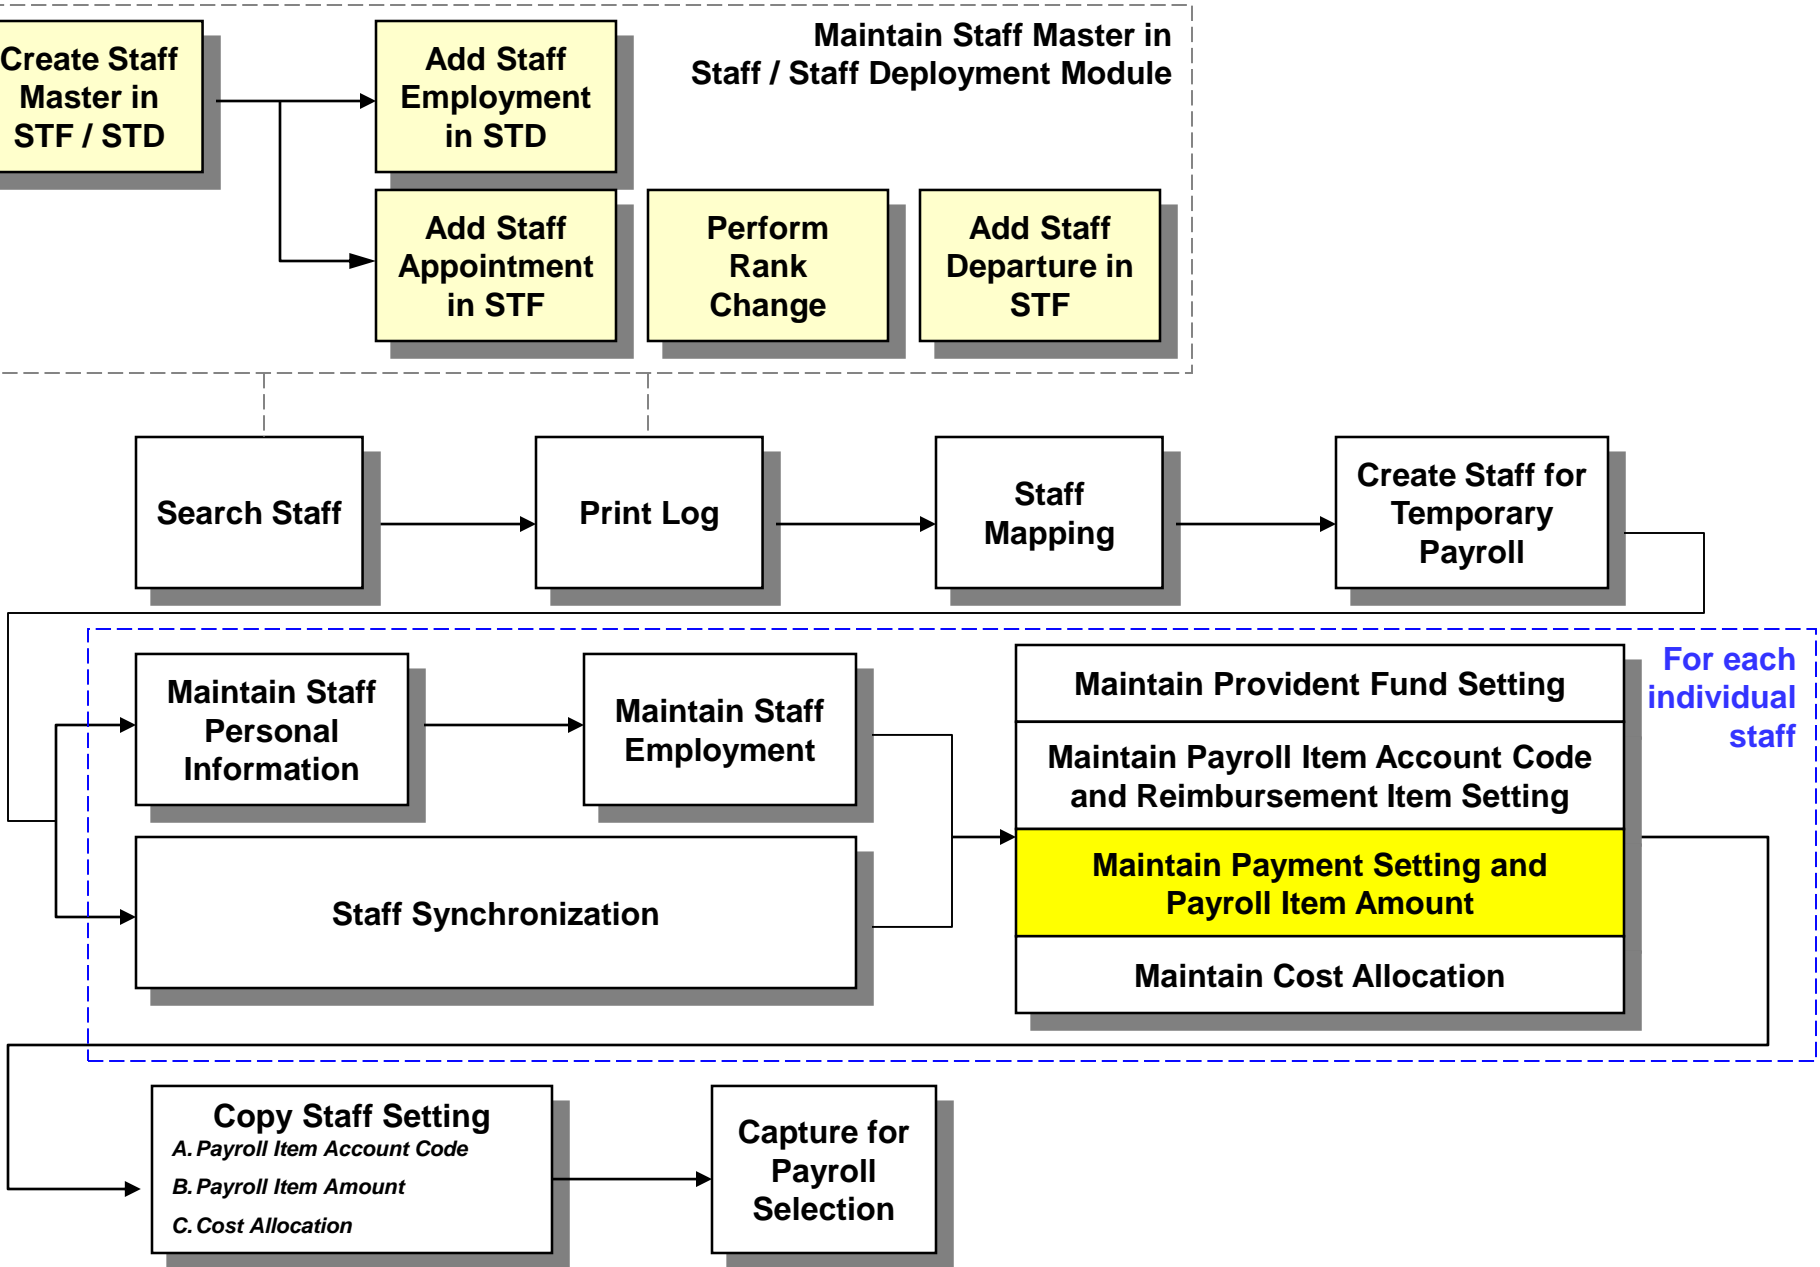 Create Staff
Master in
STF / STD
Add Staff
Employment
in STD
Maintain Staff Master in
Staff / Staff Deployment Module
Add Staff
Appointment
in STF
Perform
Rank
Change
Add Staff
Departure in
STF
Search Staff
Print Log
Staff
Mapping
Create Staff for
Temporary
Payroll
Maintain Staff
Personal
Information
Maintain Staff
Employment
Staff Synchronization
Maintain Provident Fund Setting
Maintain Payroll Item Account Code
and Reimbursement Item Setting
Maintain Payment Setting and
Payroll Item Amount
Maintain Cost Allocation
For each
individual
staff
Copy Staff Setting
A. Payroll Item Account Code
B. Payroll Item Amount
C. Cost Allocation
Capture for
Payroll
Selection